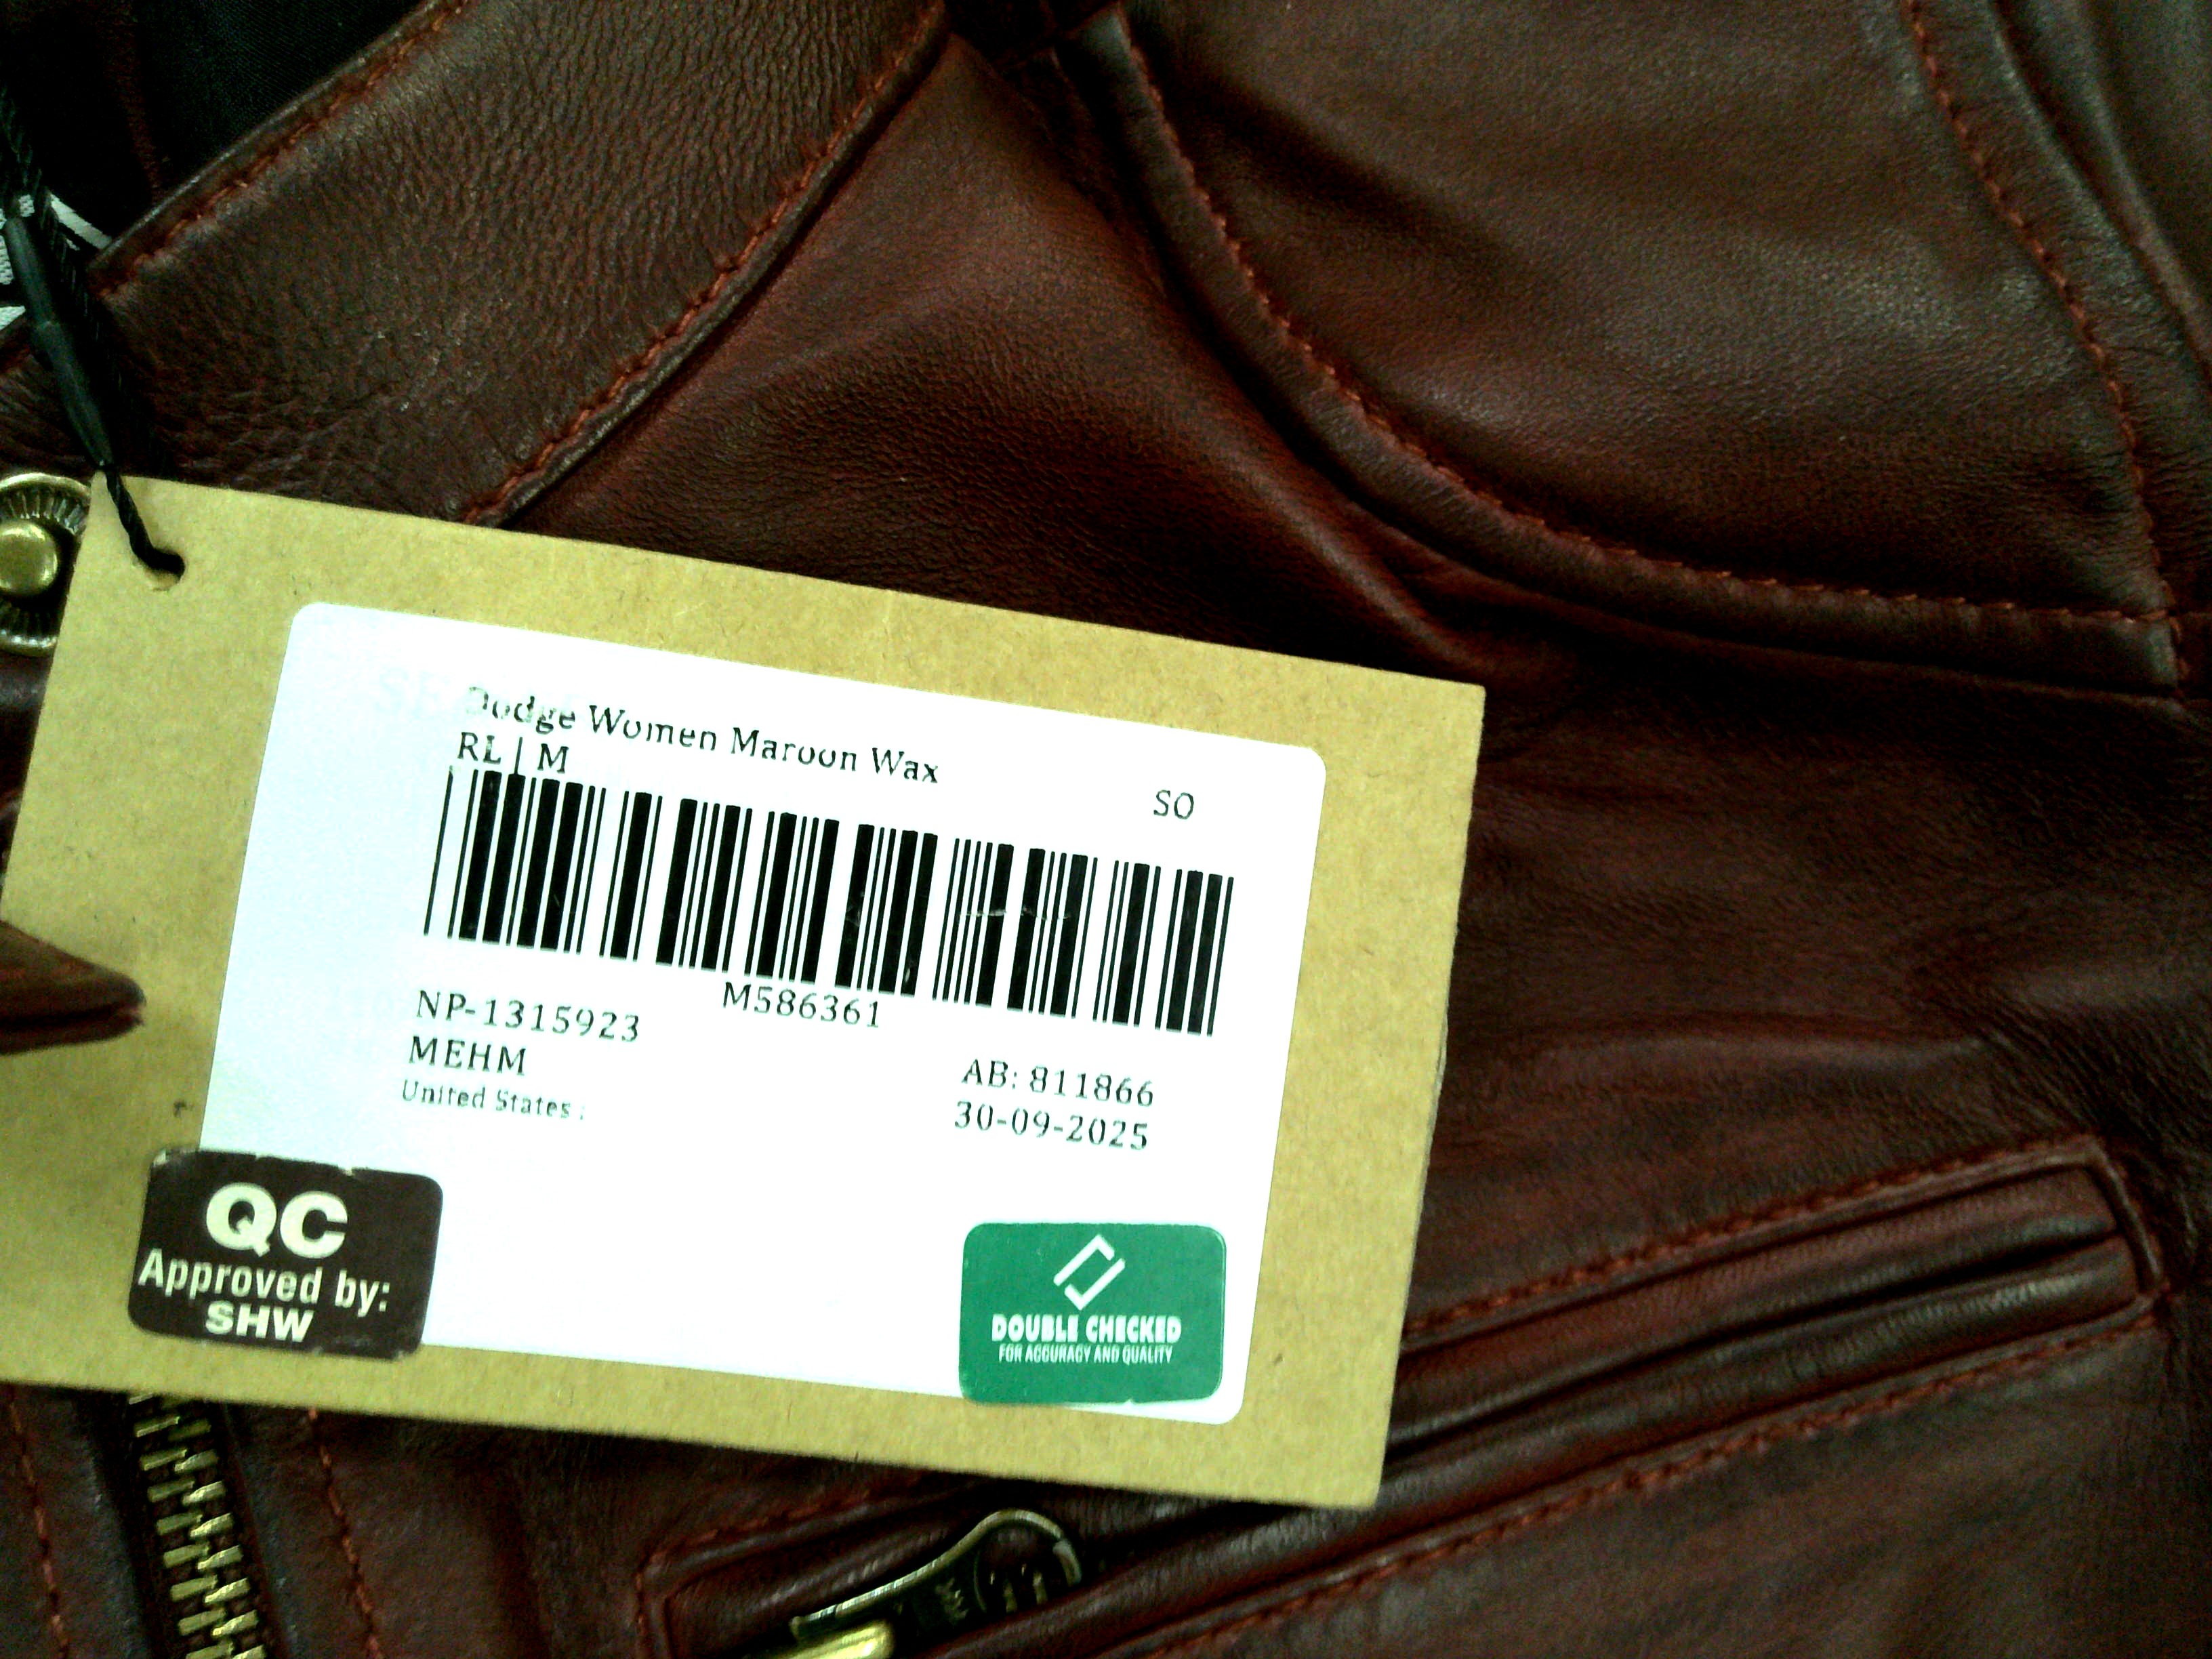 Dodge Women Maroon Wax
RL | M
SO
M586361
NP-1315923
MEHM
United States :
AB: 811866
30-09-2025
QC
Approved by:
SHW
DOUBLE CHECKED
FOR ACCURACY AND QUALITY